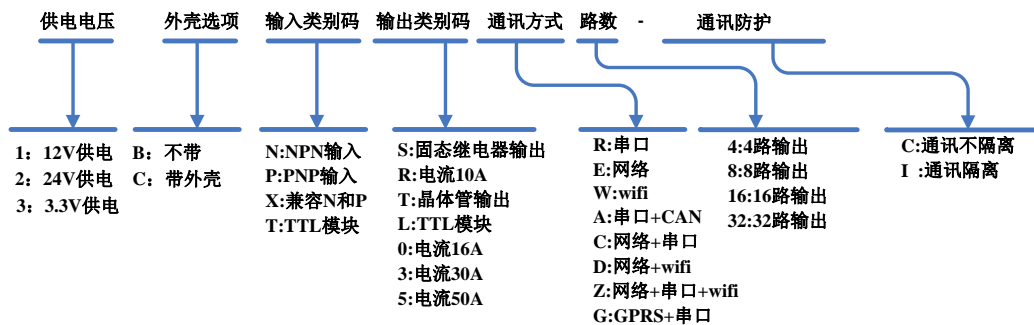 供电电压 外壳选项 输入类别码 输出类别码 通讯方式 路数 - 通讯防护
1：12V供电
2：24V供电
3：3.3V供电
B：不带
C：带外壳
N:NPN输入
P:PNP输入
X:兼容N和P
T:TTL模块
S:固态继电器输出
R:电流10A
T:晶体管输出
L:TTL模块
0:电流16A
3:电流30A
5:电流50A
R:串口
E:网络
W:wifi
A:串口+CAN
C:网络+串口
D:网络+wifi
Z:网络+串口+wifi
G:GPRS+串口
4:4路输出
8:8路输出
16:16路输出
32:32路输出
C:通讯不隔离
I :通讯隔离